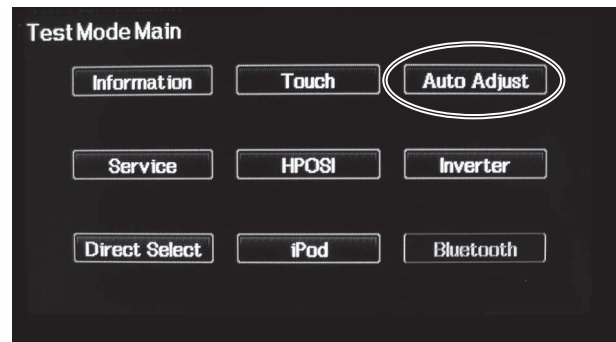 Test Mode Main
Information Touch Auto Adjust
Service HPOSI Inverter
Direct Select iPod Bluetooth